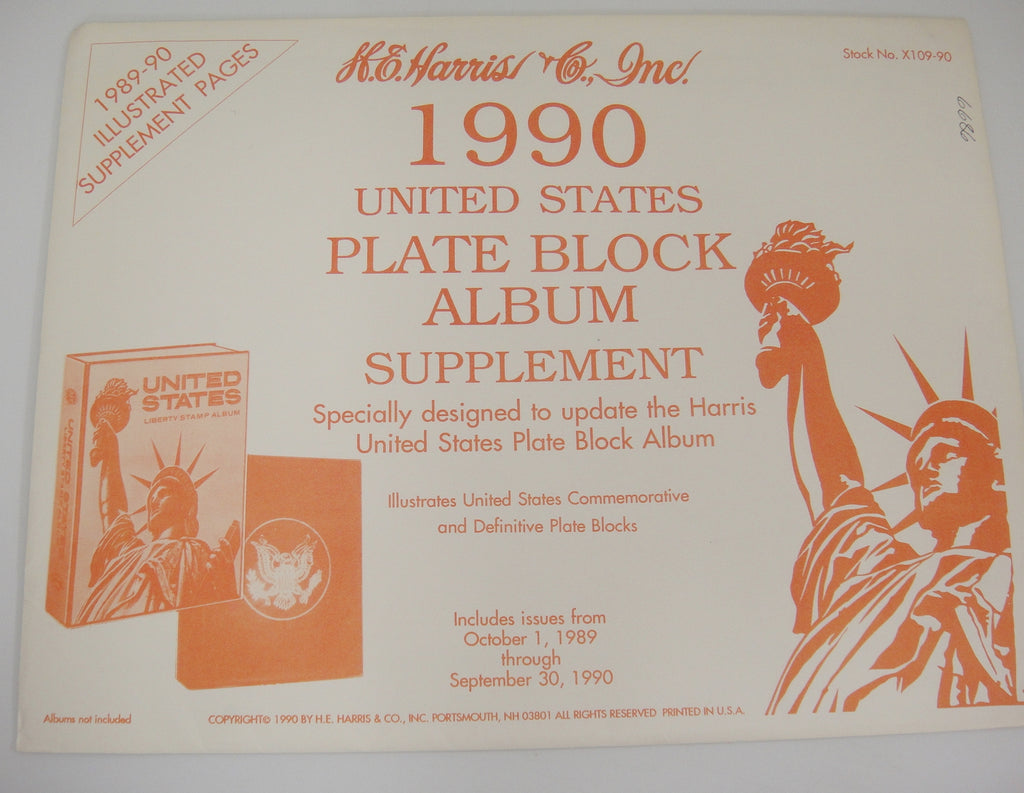 1989-90
ILLUSTRATED
SUPPLEMENT PAGES
H.E. Harris & Co., Inc.
Stock No. X109-90
9899
1990
UNITED STATES
PLATE BLOCK
ALBUM
SUPPLEMENT
Specially designed to update the Harris
United States Plate Block Album
Illustrates United States Commemorative
and Definitive Plate Blocks
UNITED
STATES
LIBERTY STAMP ALBUM
UNITED STATES
Includes issues from
October 1, 1989
through
September 30, 1990
Albums not included
COPYRIGHT© 1990 BY H.E. HARRIS & CO., INC. PORTSMOUTH, NH 03801 ALL RIGHTS RESERVED PRINTED IN U.S.A.